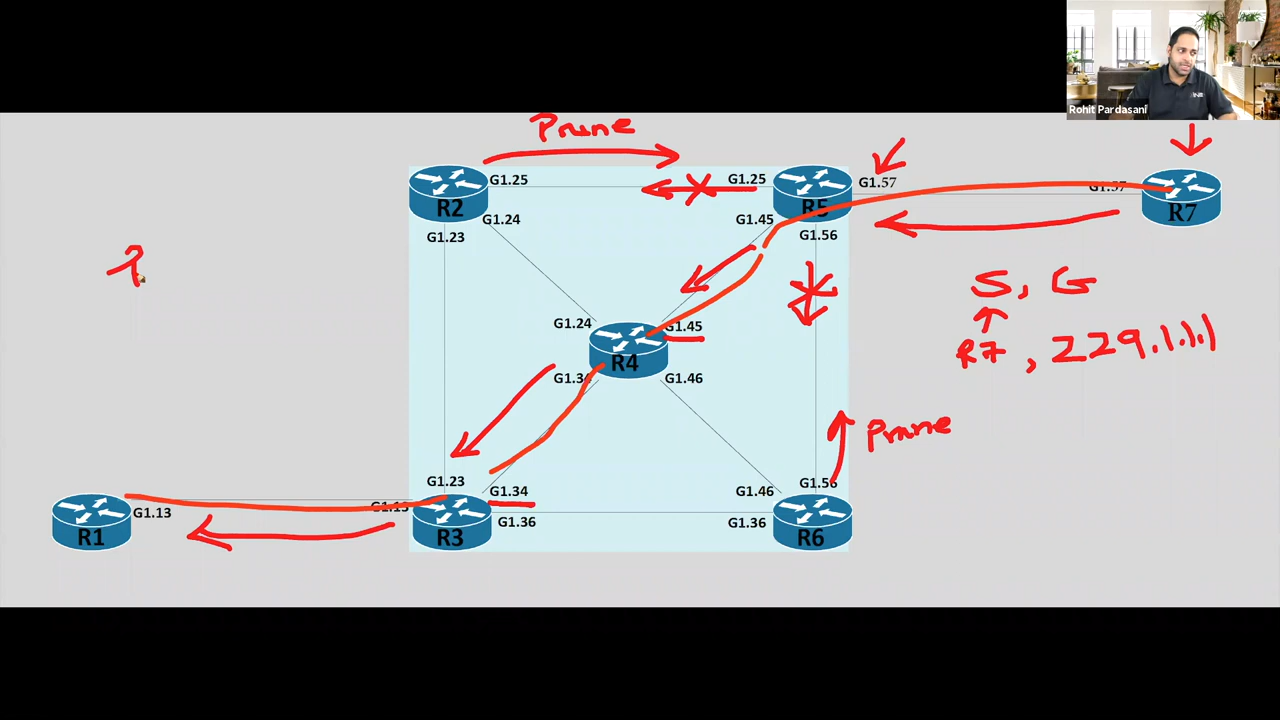 Rohit Pardasani
Prune
R2
G1.25
G1.25
R5
G1.57
G1.57
R7
G1.24
G1.45
G1.23
G1.56
S, G
R7, 229.1.1.1
G1.24
G1.45
R4
G1.34
G1.46
Prune
G1.23
G1.56
G1.34
G1.46
R1
G1.13
G1.13
R3
G1.36
G1.36
R6